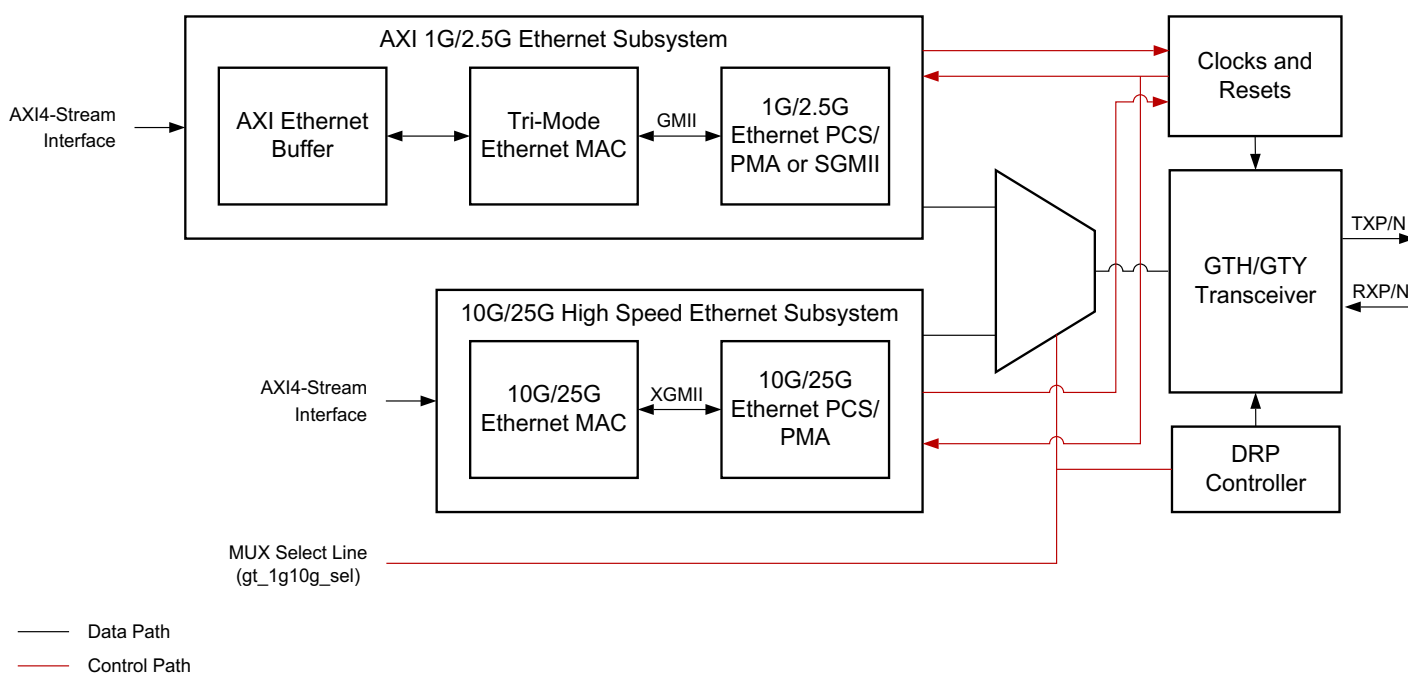 AXI 1G/2.5G Ethernet Subsystem
AXI4-Stream
Interface
AXI Ethernet
Buffer
Tri-Mode
Ethernet MAC
GMII
1G/2.5G
Ethernet PCS/
PMA or SGMII
Clocks and
Resets
GTH/GTY
Transceiver
TXP/N
RXP/N
10G/25G High Speed Ethernet Subsystem
AXI4-Stream
Interface
10G/25G
Ethernet MAC
XGMII
10G/25G
Ethernet PCS/
PMA
DRP
Controller
MUX Select Line
(gt_1g10g_sel)
Data Path
Control Path